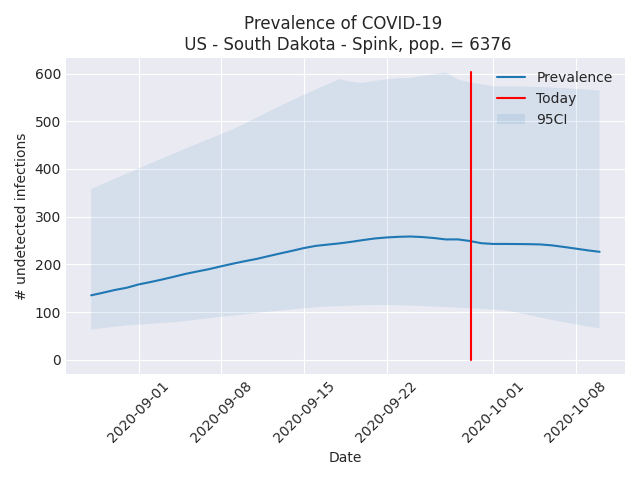 Prevalence of COVID-19
US - South Dakota - Spink, pop. = 6376
600
500
400
300
200
100
0
# undetected infections
Prevalence
Today
95CI
2020-09-01
2020-09-08
2020-09-15
2020-09-22
2020-10-01
2020-10-08
Date